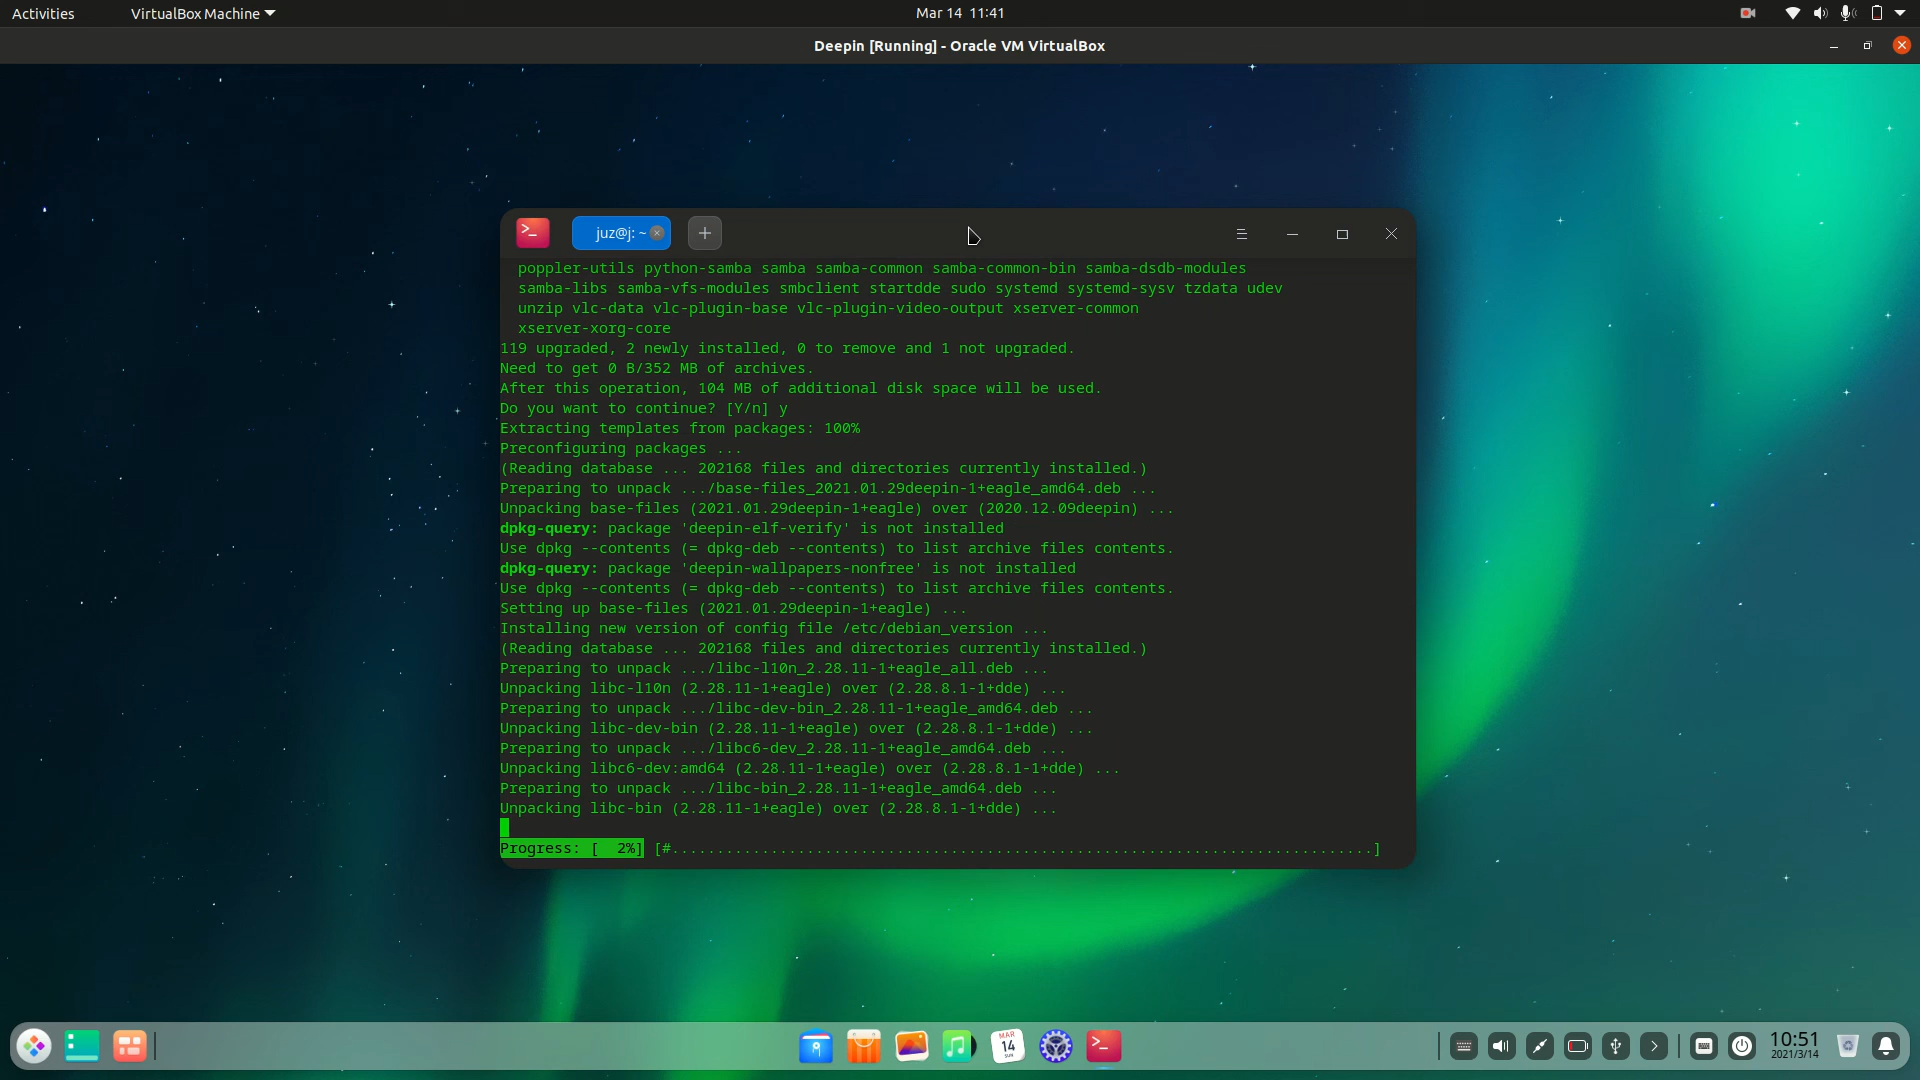 Activities
VirtualBox Machine
Mar 14 11:41
Deepin [Running] - Oracle VM VirtualBox
juz@j: ~
poppler-utils python-samba samba samba-common samba-common-bin samba-dsdb-modules
samba-libs samba-vfs-modules smbclient startdde sudo systemd systemd-sysv tzdata udev
unzip vlc-data vlc-plugin-base vlc-plugin-video-output xserver-common
xserver-xorg-core
119 upgraded, 2 newly installed, 0 to remove and 1 not upgraded.
Need to get 0 B/352 MB of archives.
After this operation, 104 MB of additional disk space will be used.
Do you want to continue? [Y/n] y
Extracting templates from packages: 100%
Preconfiguring packages ...
(Reading database ... 202168 files and directories currently installed.)
Preparing to unpack .../base-files_2021.01.29deepin-1+eagle_amd64.deb ...
Unpacking base-files (2021.01.29deepin-1+eagle) over (2020.12.09deepin) ...
dpkg-query: package 'deepin-elf-verify' is not installed
Use dpkg --contents (= dpkg-deb --contents) to list archive files contents.
dpkg-query: package 'deepin-wallpapers-nonfree' is not installed
Use dpkg --contents (= dpkg-deb --contents) to list archive files contents.
Setting up base-files (2021.01.29deepin-1+eagle) ...
Installing new version of config file /etc/debian_version ...
(Reading database ... 202168 files and directories currently installed.)
Preparing to unpack .../libc-l10n_2.28.11-1+eagle_all.deb ...
Unpacking libc-l10n (2.28.11-1+eagle) over (2.28.8.1-1+dde) ...
Preparing to unpack .../libc-dev-bin_2.28.11-1+eagle_amd64.deb ...
Unpacking libc-dev-bin (2.28.11-1+eagle) over (2.28.8.1-1+dde) ...
Preparing to unpack .../libc6-dev_2.28.11-1+eagle_amd64.deb ...
Unpacking libc6-dev:amd64 (2.28.11-1+eagle) over (2.28.8.1-1+dde) ...
Preparing to unpack .../libc-bin_2.28.11-1+eagle_amd64.deb ...
Unpacking libc-bin (2.28.11-1+eagle) over (2.28.8.1-1+dde) ...
Progress: [  2%] [#..............................................................................]
MAR
14
SUN
10:51
2021/3/14